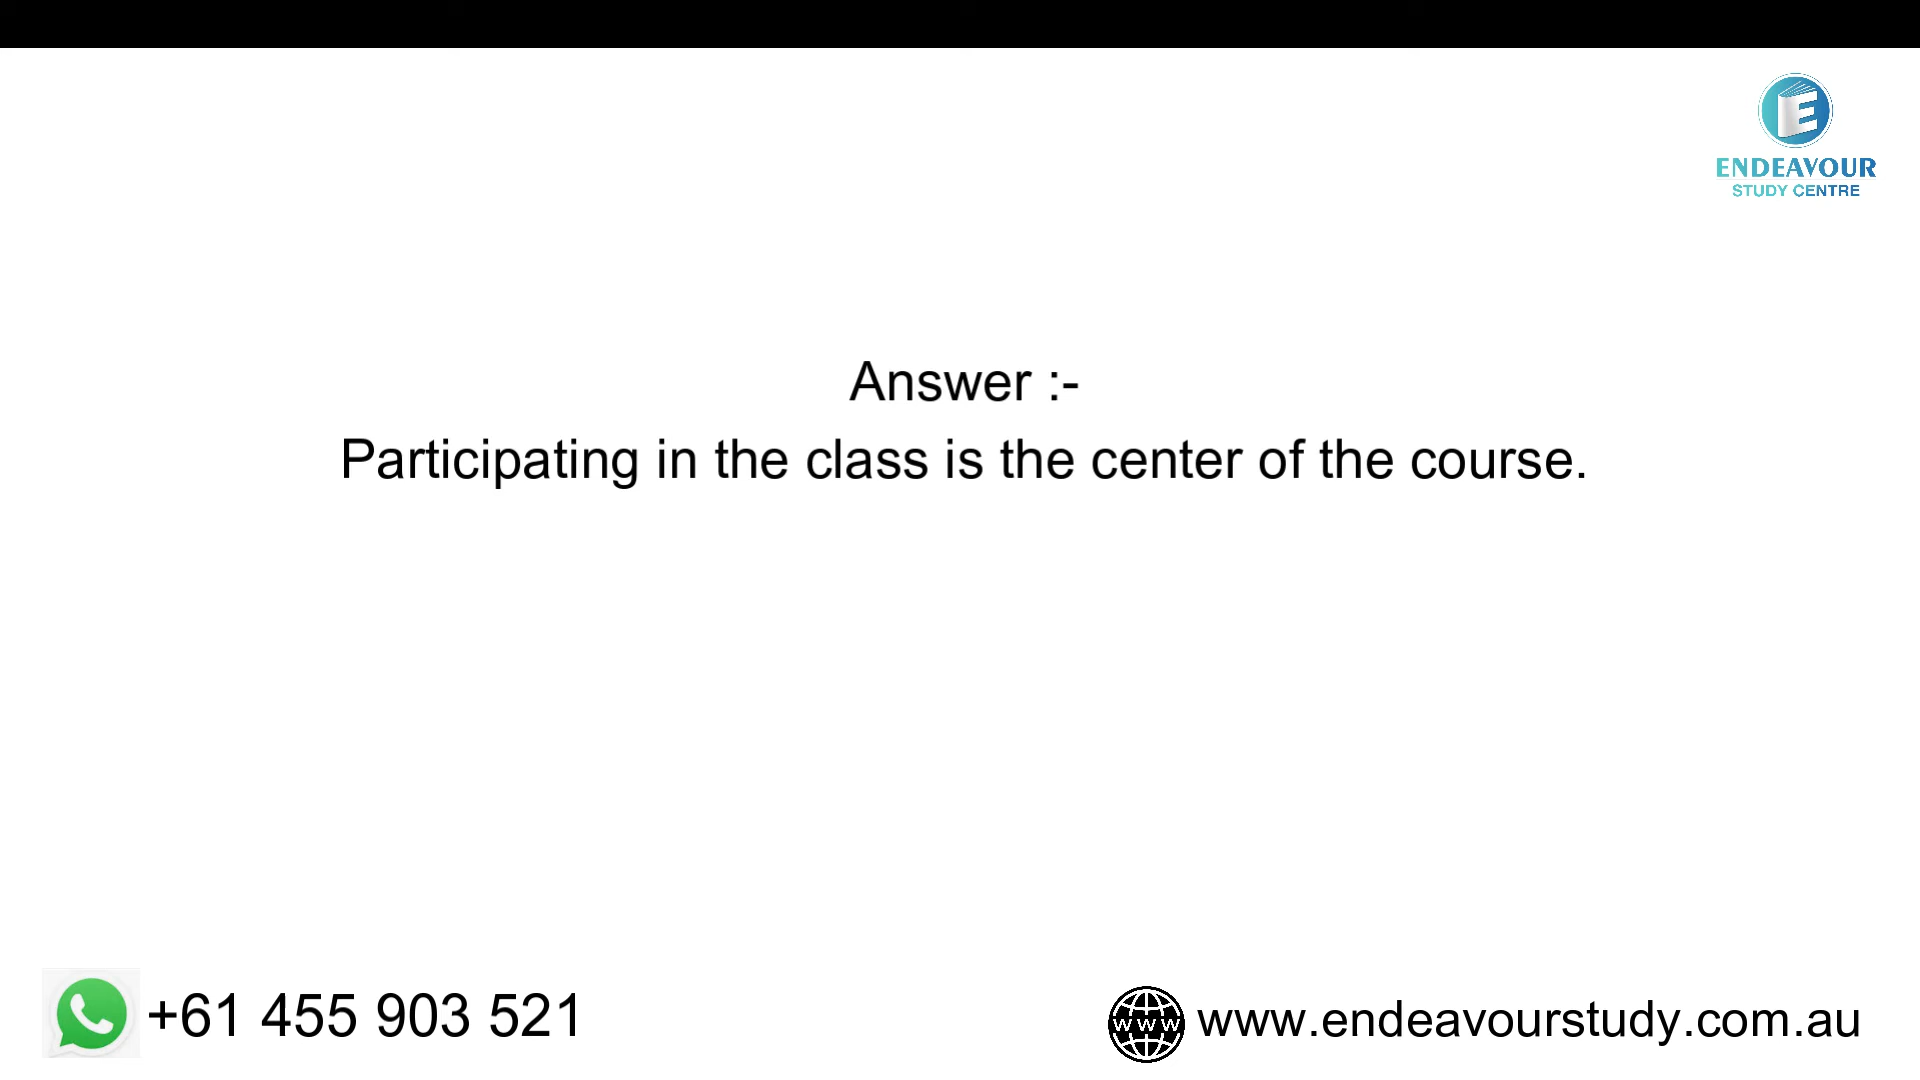 ENDEAVOUR
STUDY CENTRE
Answer :-
Participating in the class is the center of the course.
+61 455 903 521
www
www.endeavourstudy.com.au